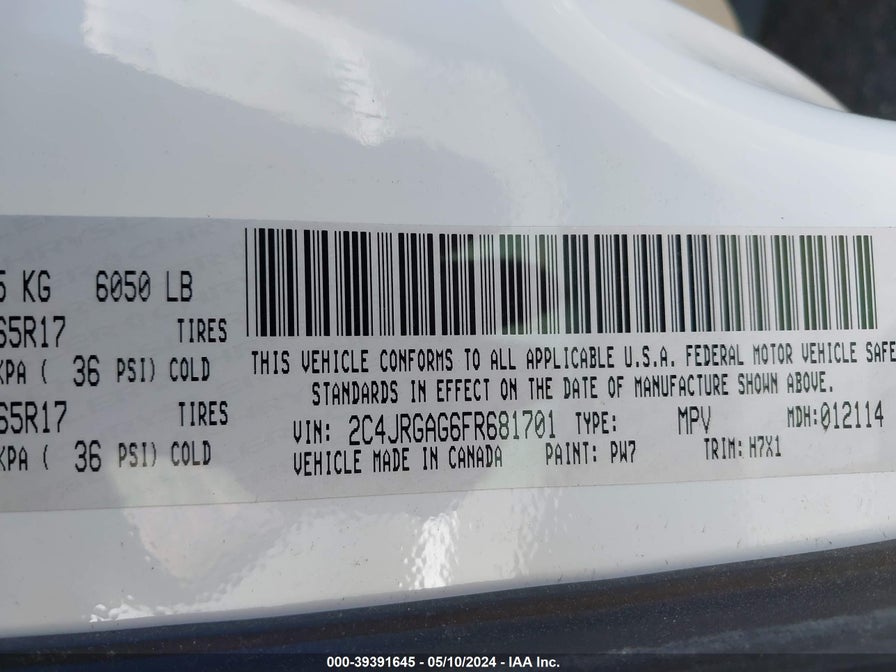 5 KG 6050 LB
65R17 TIRES
KPA ( 36 PSI) COLD
65R17 TIRES
KPA ( 36 PSI) COLD
THIS VEHICLE CONFORMS TO ALL APPLICABLE U.S.A. FEDERAL MOTOR VEHICLE SAFE
STANDARDS IN EFFECT ON THE DATE OF MANUFACTURE SHOWN ABOVE.
VIN: 2C4JRGAG6FR681701 TYPE: MPV MDH:012114
VEHICLE MADE IN CANADA PAINT: PW7 TRIM: H7X1
000-39391645 - 05/10/2024 - IAA Inc.